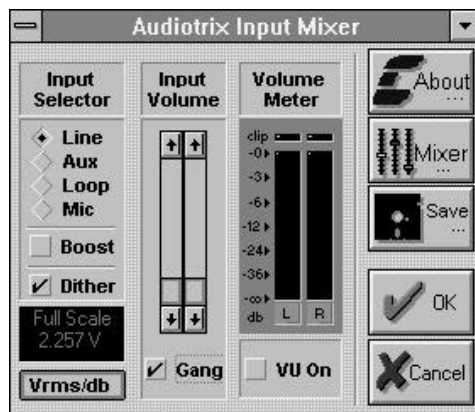 Audiotrix Input Mixer
Input
Selector
Line
Aux
Loop
Mic
Boost
Dither
Full Scale
2.257 V
Vrms/db
Input
Volume
Gang
Volume
Meter
clip
-0
-3
-6
-12
-24
-36
-∞
db
L
R
VU On
About
...
Mixer
...
Save
...
OK
Cancel